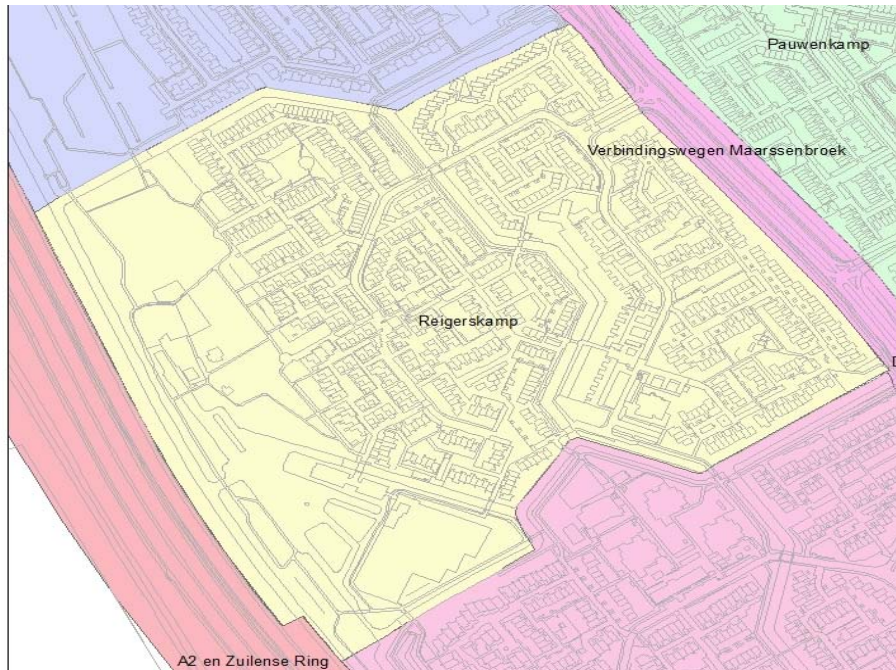 Pauwenkamp
Verbindingswegen Maarssenbroek
Reigerskamp
D
A2 en Zuilense Ring